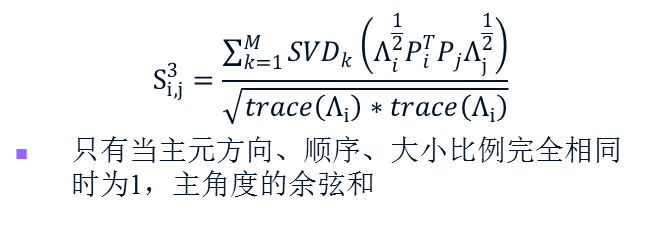 S³ᵢ,ⱼ = ∑ᴹₖ₌₁ SVDₖ (Λᵢ^{1/2} Pᵢᵀ Pⱼ Λⱼ^{1/2}) / √(trace(Λᵢ) * trace(Λᵢ))
只有当主元方向、顺序、大小比例完全相同
时为1，主角度的余弦和